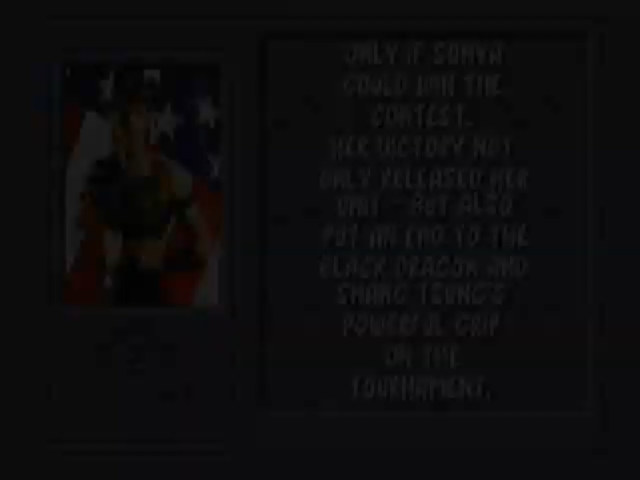 ONLY IF SONYA
COULD WIN THE
CONTEST.
HER VICTORY NOT
ONLY RELEASED HER
UNIT - BUT ALSO
PUT AN END TO THE
BLACK DRAGON AND
SHANG TSUNG'S
POWERFUL GRIP
ON THE
TOURNAMENT.